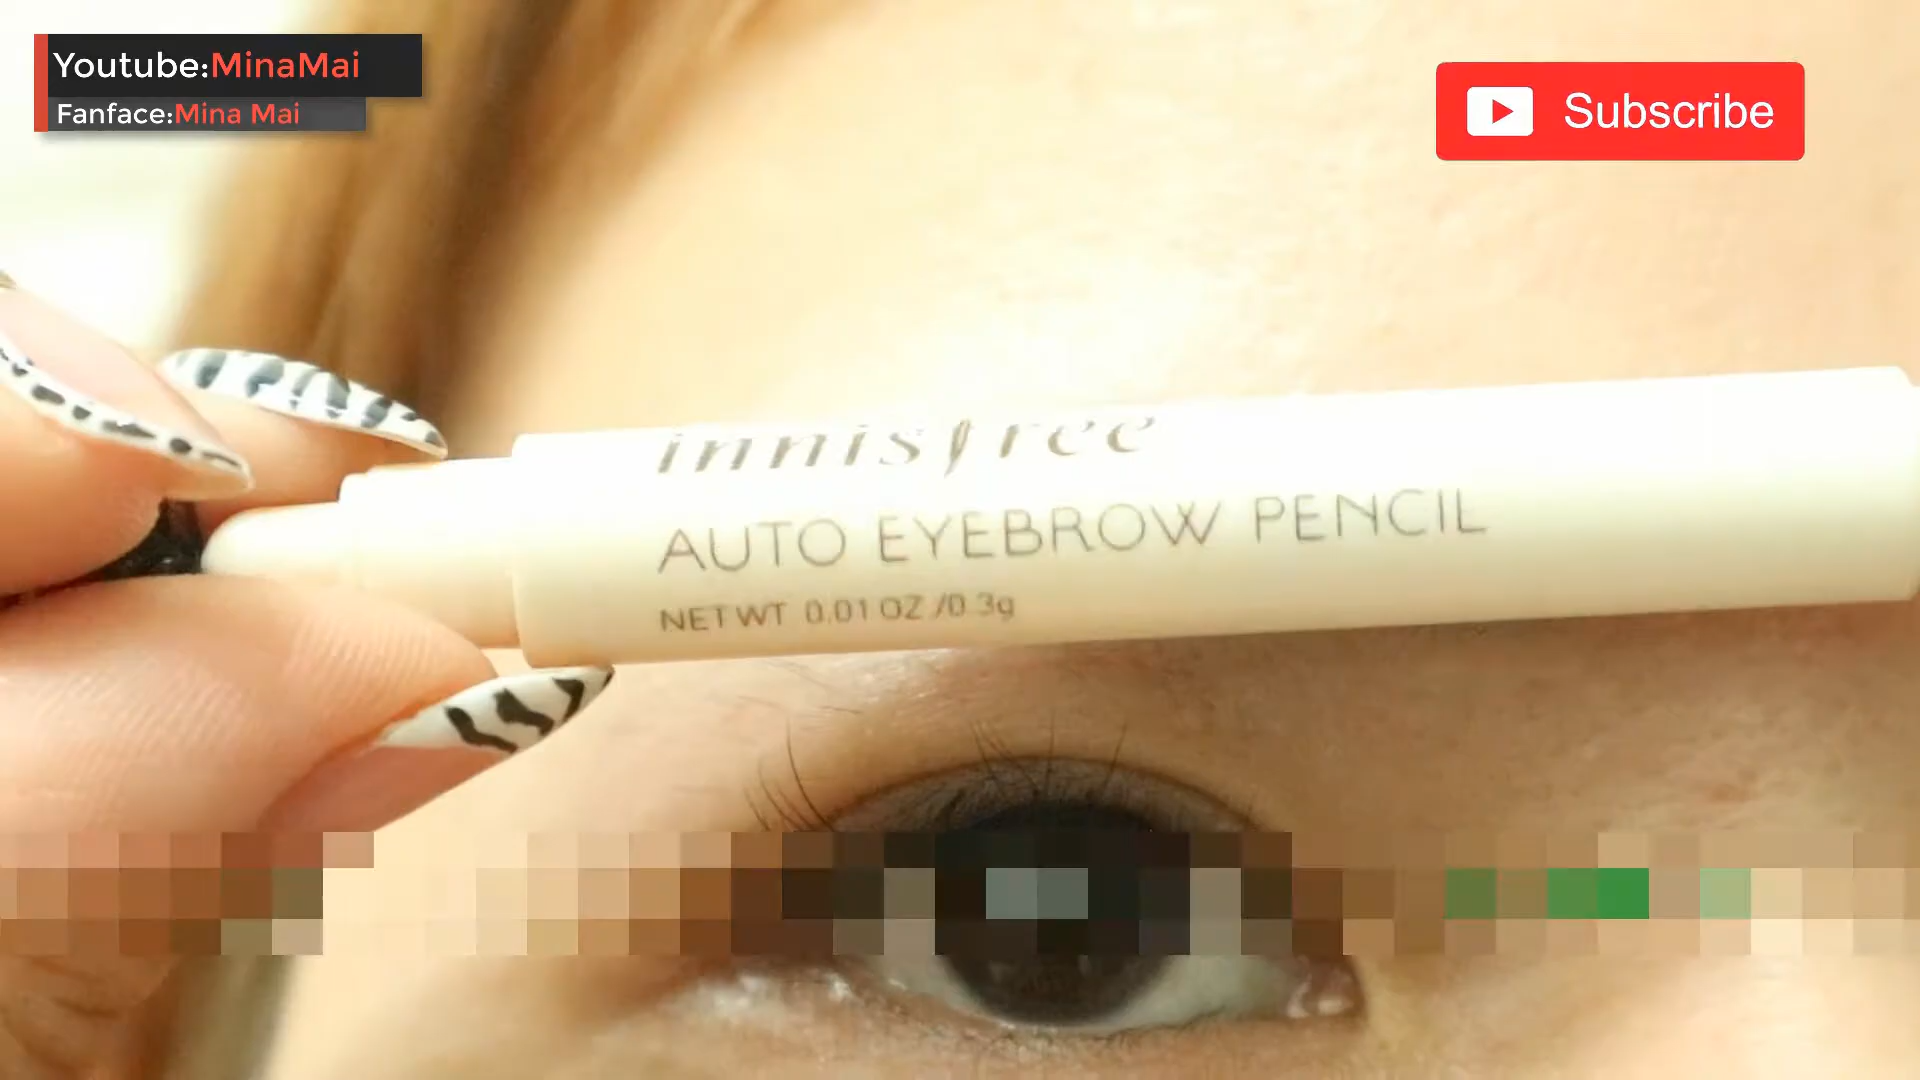 Youtube:MinaMai
Fanface:Mina Mai
Subscribe
innisfree
AUTO EYEBROW PENCIL
NET WT 0.01 OZ /0.3g